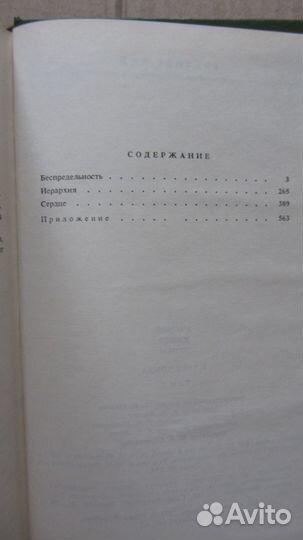 СОДЕРЖАНИЕ
Беспредельность . . . . . . . . . . . . . . . 3
Иерархия . . . . . . . . . . . . . . . . . 265
Сердце . . . . . . . . . . . . . . . . . . 389
Приложение . . . . . . . . . . . . . . . . 563
Avito